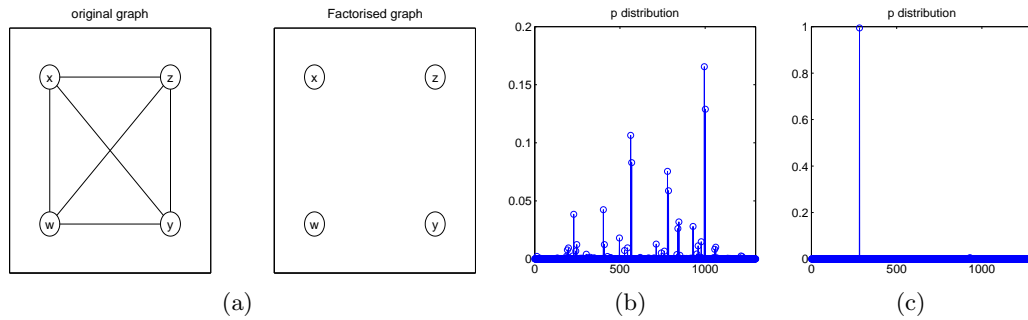 original graph
x
z
w
y
Factorised graph
x
z
w
y
(a)
p distribution
0.2
0.15
0.1
0.05
0
0
500
1000
(b)
p distribution
1
0.8
0.6
0.4
0.2
0
0
500
1000
(c)